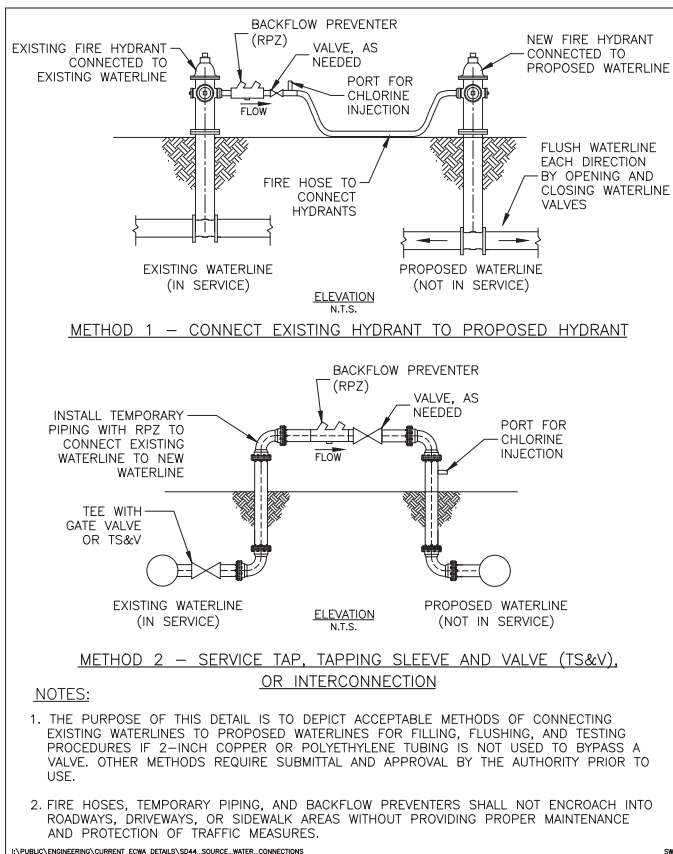 BACKFLOW PREVENTER
(RPZ)
EXISTING FIRE HYDRANT
CONNECTED TO
EXISTING WATERLINE
VALVE, AS
NEEDED
PORT FOR
CHLORINE
INJECTION
NEW FIRE HYDRANT
CONNECTED TO
PROPOSED WATERLINE
FLOW
FIRE HOSE TO
CONNECT
HYDRANTS
FLUSH WATERLINE
EACH DIRECTION
BY OPENING AND
CLOSING WATERLINE
VALVES
EXISTING WATERLINE
(IN SERVICE)
PROPOSED WATERLINE
(NOT IN SERVICE)
ELEVATION
N.T.S.
METHOD 1 – CONNECT EXISTING HYDRANT TO PROPOSED HYDRANT
BACKFLOW PREVENTER
(RPZ)
VALVE, AS
NEEDED
INSTALL TEMPORARY
PIPING WITH RPZ TO
CONNECT EXISTING
WATERLINE TO NEW
WATERLINE
FLOW
PORT FOR
CHLORINE
INJECTION
TEE WITH
GATE VALVE
OR TS&V
EXISTING WATERLINE
(IN SERVICE)
PROPOSED WATERLINE
(NOT IN SERVICE)
ELEVATION
N.T.S.
METHOD 2 – SERVICE TAP, TAPPING SLEEVE AND VALVE (TS&V),
OR INTERCONNECTION
NOTES:
1. THE PURPOSE OF THIS DETAIL IS TO DEPICT ACCEPTABLE METHODS OF CONNECTING
EXISTING WATERLINES TO PROPOSED WATERLINES FOR FILLING, FLUSHING, AND TESTING
PROCEDURES IF 2-INCH COPPER OR POLYETHYLENE TUBING IS NOT USED TO BYPASS A
VALVE. OTHER METHODS REQUIRE SUBMITTAL AND APPROVAL BY THE AUTHORITY PRIOR TO
USE.
2. FIRE HOSES, TEMPORARY PIPING, AND BACKFLOW PREVENTERS SHALL NOT ENCROACH INTO
ROADWAYS, DRIVEWAYS, OR SIDEWALK AREAS WITHOUT PROVIDING PROPER MAINTENANCE
AND PROTECTION OF TRAFFIC MEASURES.
I:\PUBLIC\ENGINEERING\CURRENT_ECWA_DETAILS\SD44_SOURCE_WATER_CONNECTIONS
SW